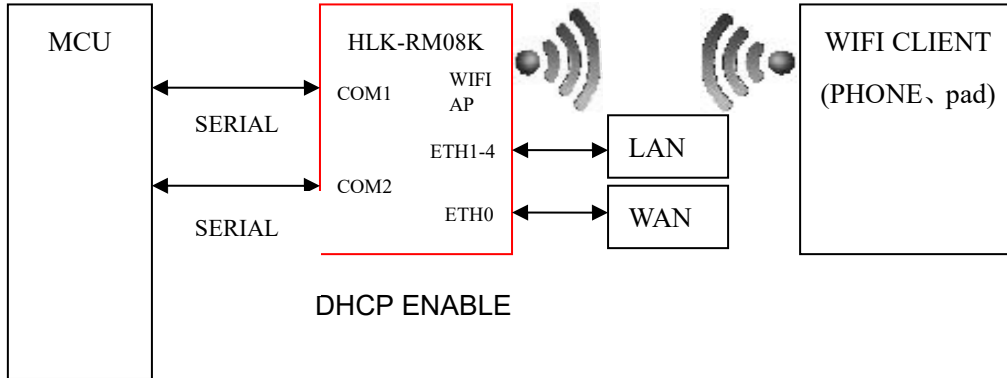 MCU
HLK-RM08K
WIFI CLIENT
(PHONE、pad)
COM1
WIFI
AP
SERIAL
ETH1-4
LAN
COM2
ETH0
WAN
SERIAL
DHCP ENABLE